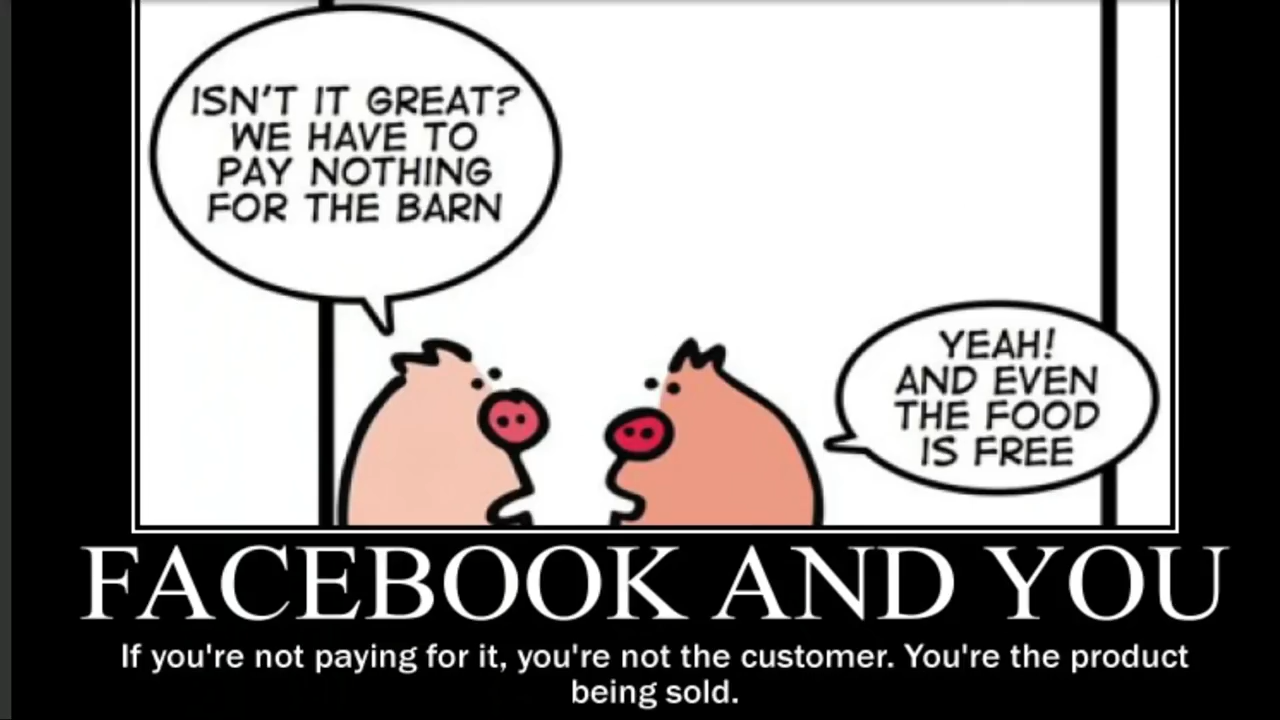 ISN'T IT GREAT?
WE HAVE TO
PAY NOTHING
FOR THE BARN
YEAH!
AND EVEN
THE FOOD
IS FREE
FACEBOOK AND YOU
If you're not paying for it, you're not the customer. You're the product
being sold.